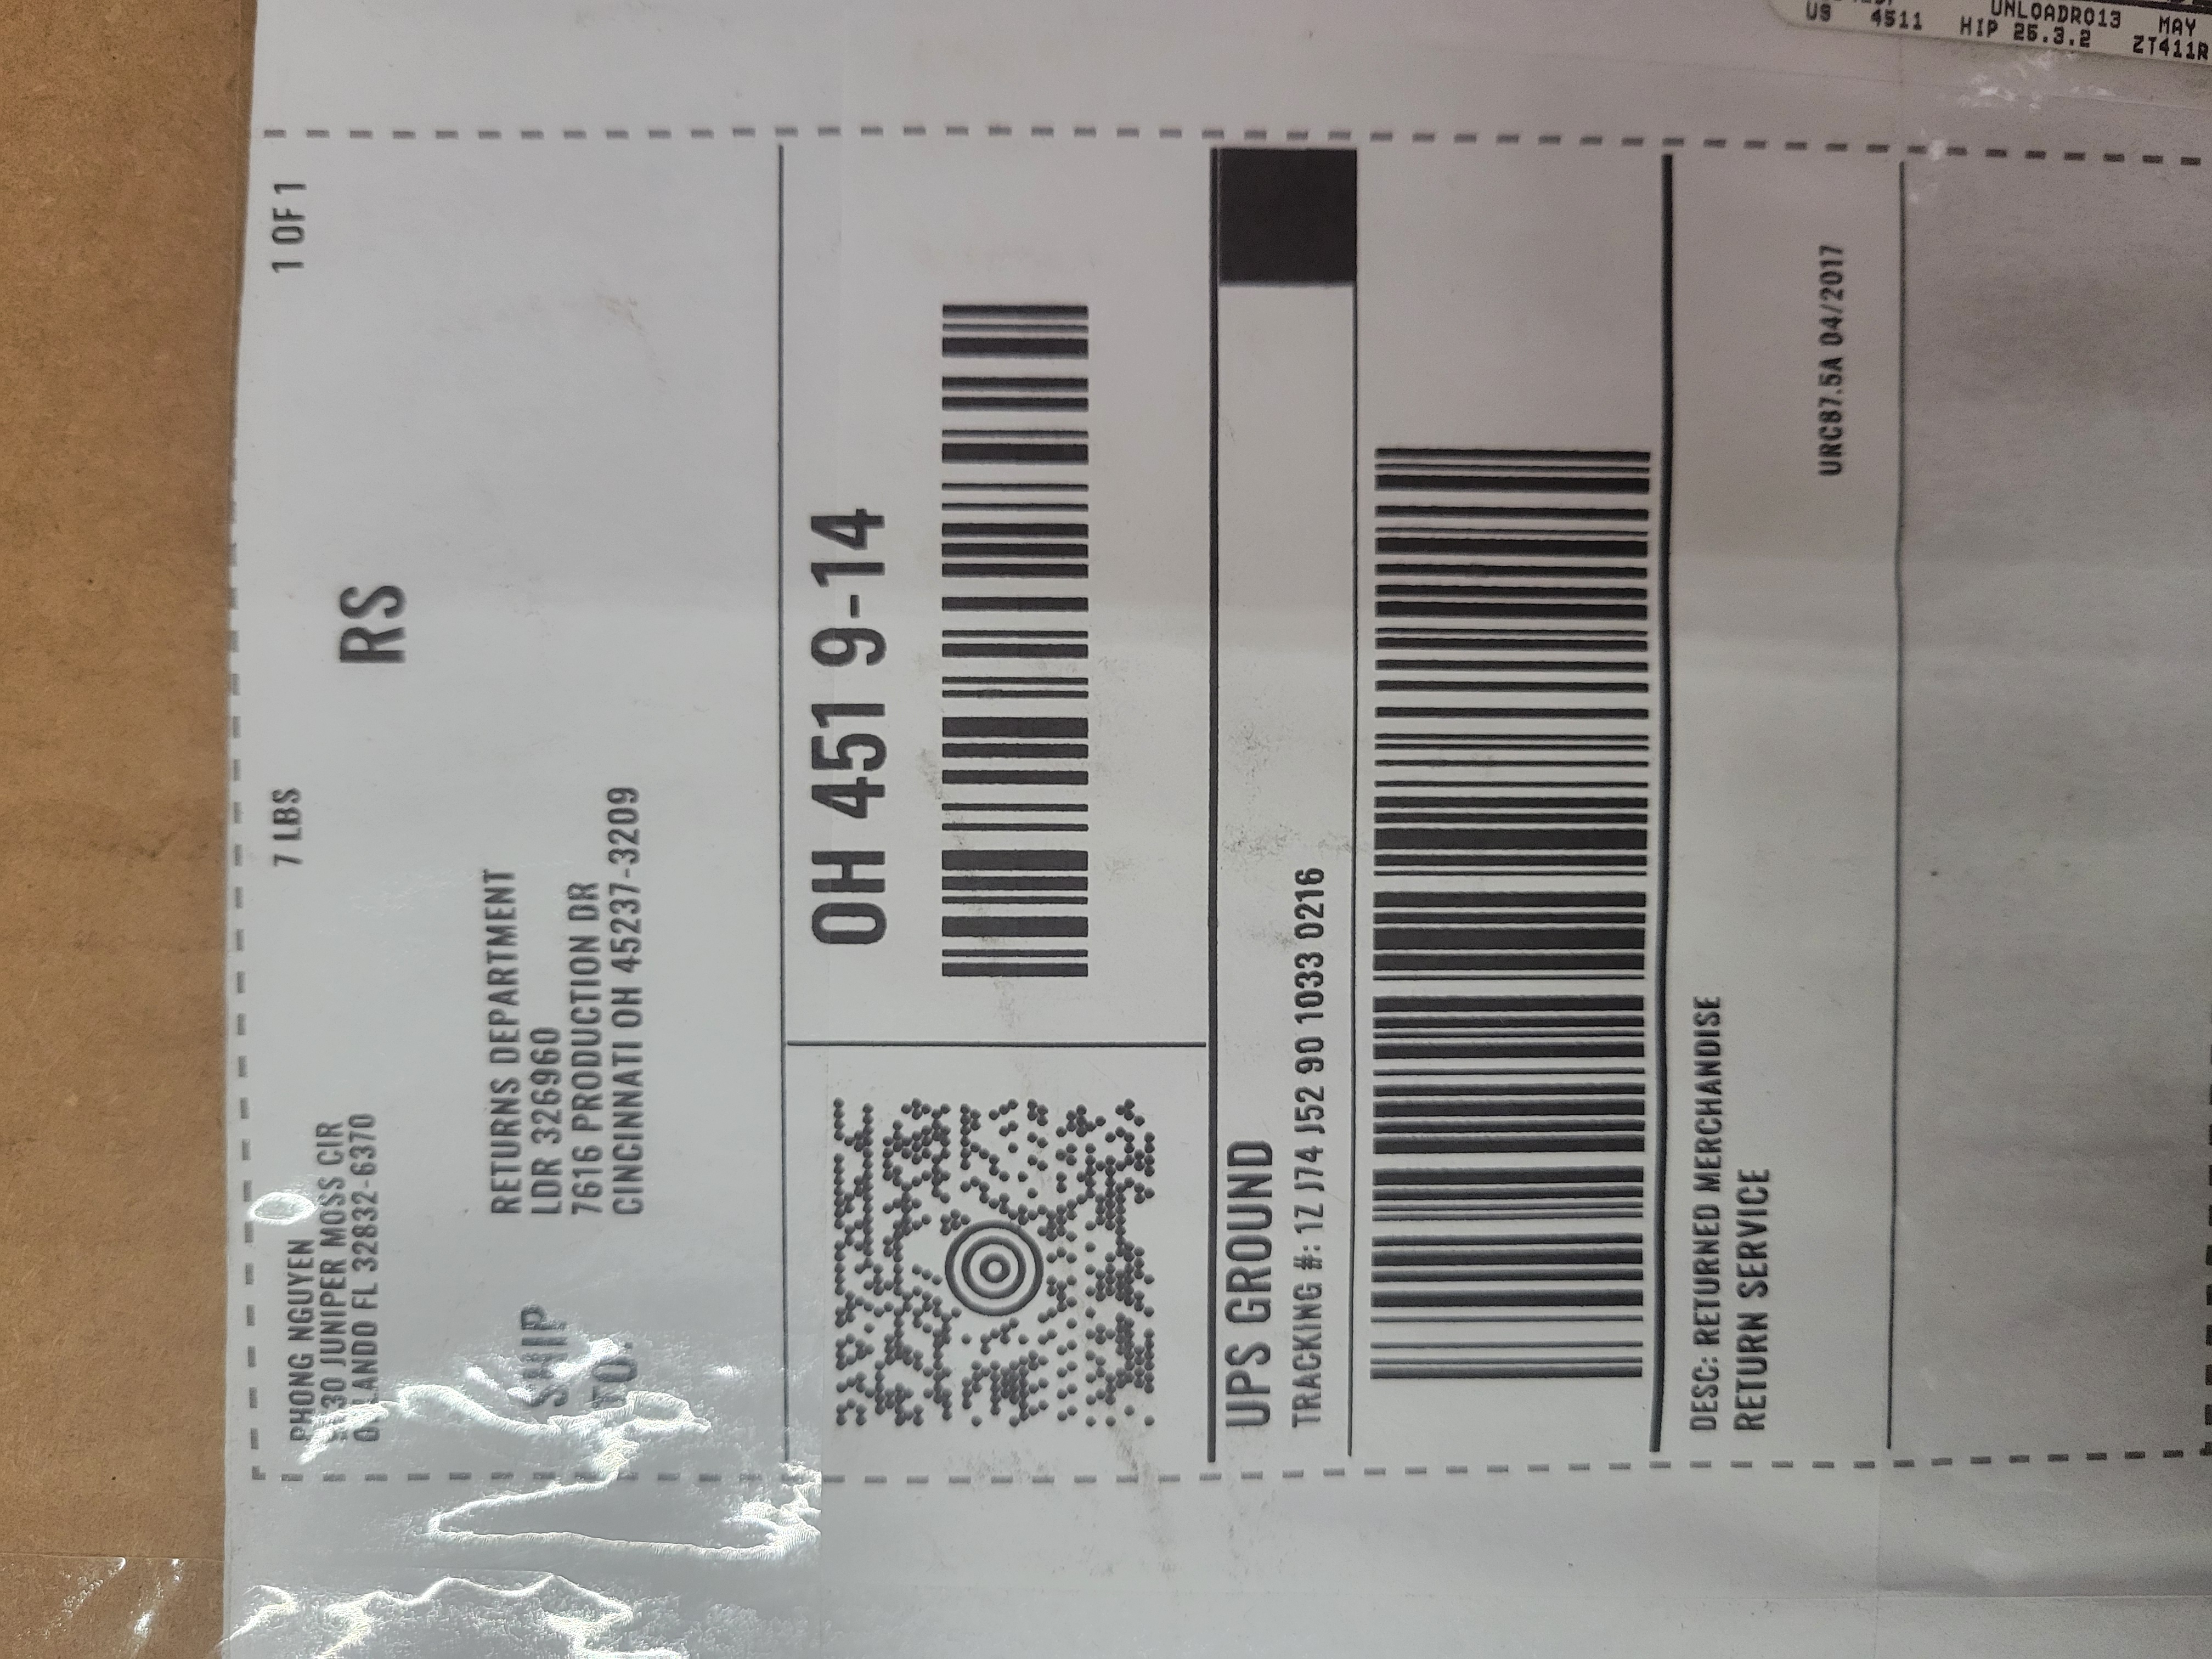 PHONG NGUYEN
JUNIPER MOSS CIR
ORLANDO FL 32832-6370
7 LBS
1 OF 1
RS
SHIP
TO:
RETURNS DEPARTMENT
LDR 326960
7616 PRODUCTION DR
CINCINNATI OH 45237-3209
OH 451 9-14
UPS GROUND
TRACKING #: 1Z J74 J52 90 1033 0216
DESC: RETURNED MERCHANDISE
RETURN SERVICE
URC87.5A 04/2017
UNLOADR013 MAY
US 4511 HIP 25.3.2 ZT411R